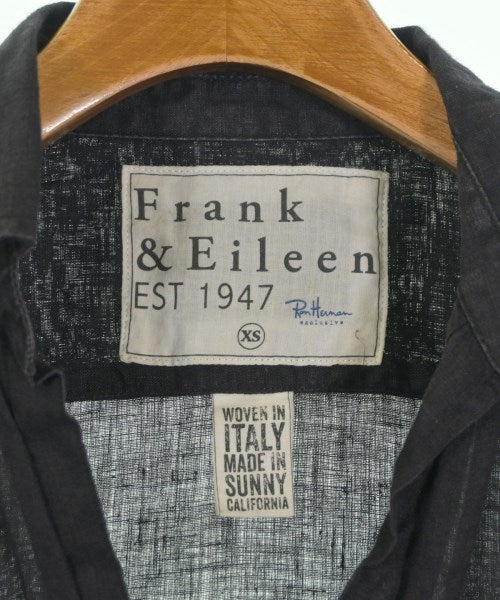 Frank
& Eileen
EST 1947
Ron Herman
exclusive
XS
WOVEN IN
ITALY
MADE IN
SUNNY
CALIFORNIA